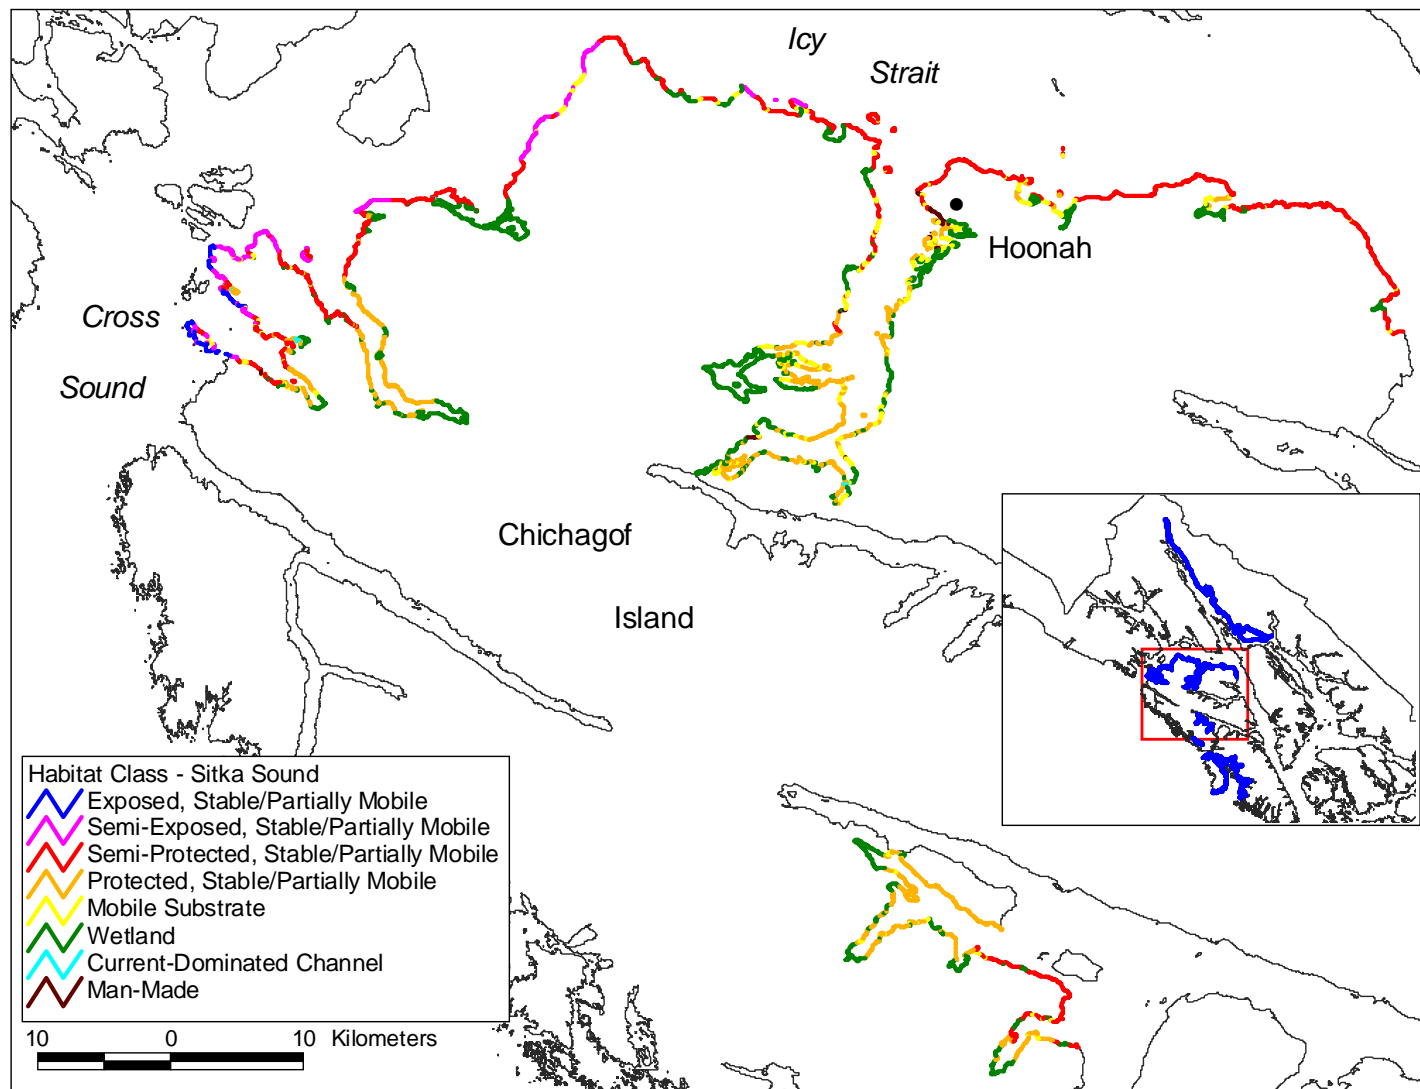 Icy
Strait
Hoonah
Cross
Sound
Chichagof
Island
Habitat Class - Sitka Sound
Exposed, Stable/Partially Mobile
Semi-Exposed, Stable/Partially Mobile
Semi-Protected, Stable/Partially Mobile
Protected, Stable/Partially Mobile
Mobile Substrate
Wetland
Current-Dominated Channel
Man-Made
10 0 10 Kilometers